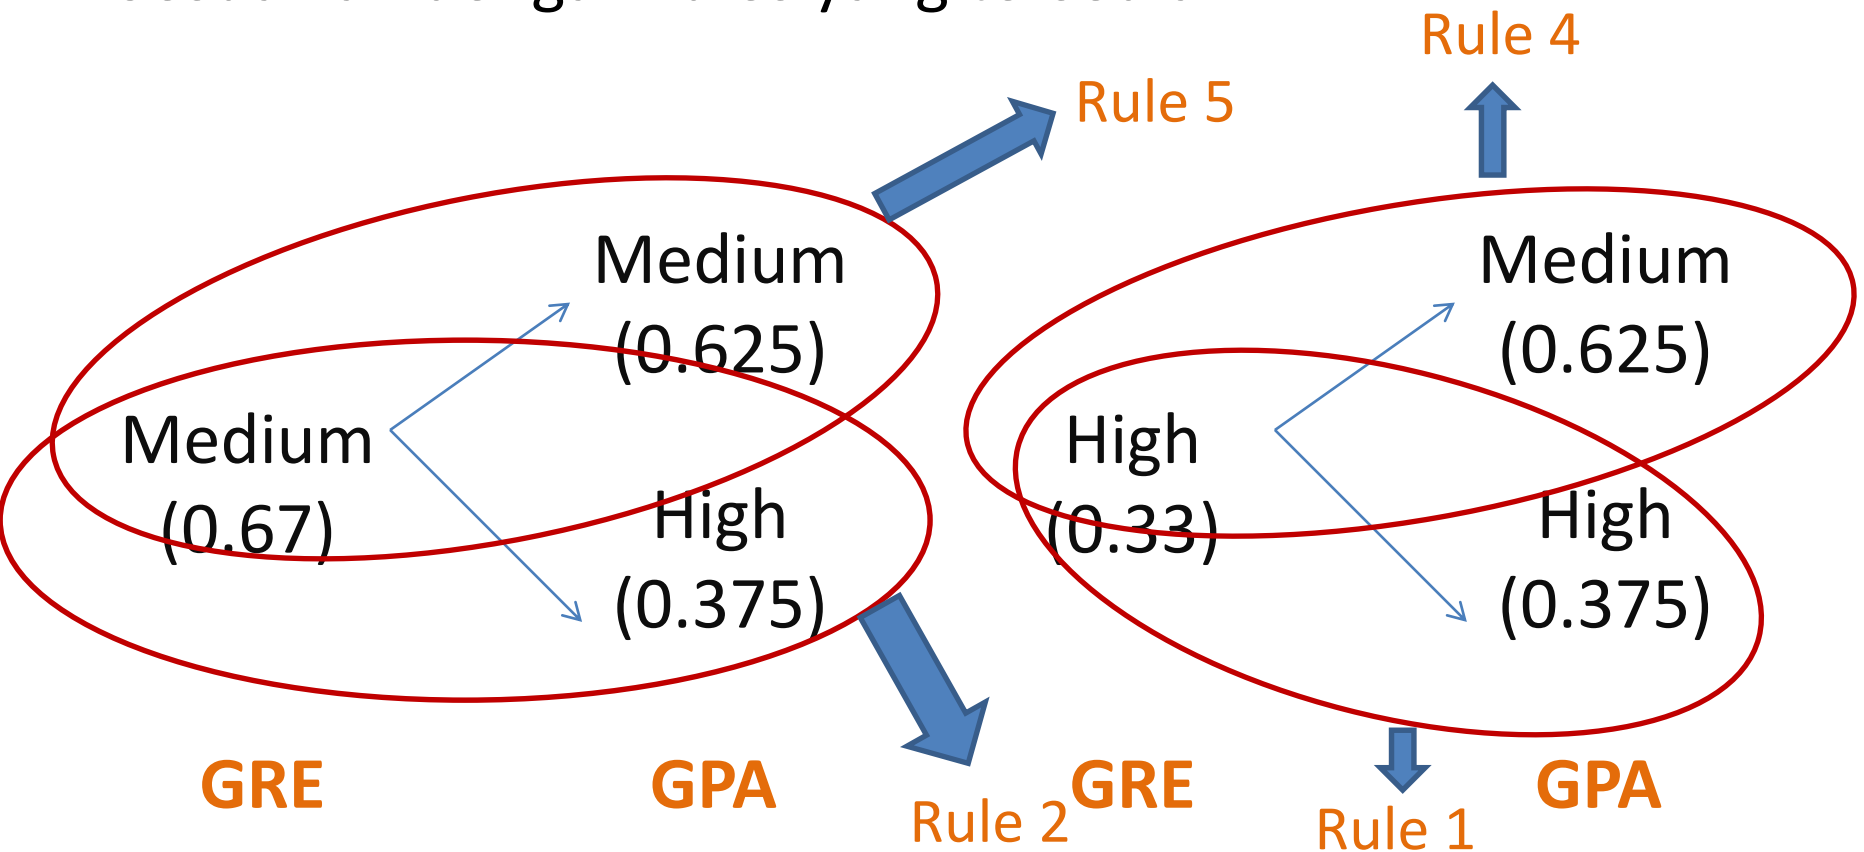 Rule 4
Rule 5
Medium
(0.625)
Medium
(0.67)
High
(0.375)
Medium
(0.625)
High
(0.33)
High
(0.375)
GRE
GPA
Rule 2
GRE
GPA
Rule 1